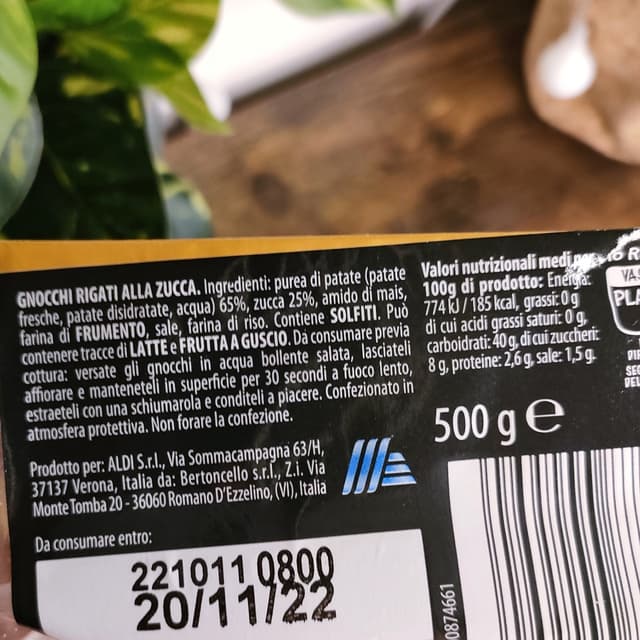 GNOCCHI RIGATI ALLA ZUCCA. Ingredienti: purea di patate (patate
fresche, patate disidratate, acqua) 65%, zucca 25%, amido di mais,
farina di FRUMENTO, sale, farina di riso. Contiene SOLFITI. Può
contenere tracce di LATTE e FRUTTA A GUSCIO. Da consumare previa
cottura: versate gli gnocchi in acqua bollente salata, lasciateli
affiorare e manteneteli in superficie per 30 secondi a fuoco lento,
estraeteli con una schiumarola e conditeli a piacere. Confezionato in
atmosfera protettiva. Non forare la confezione.
Prodotto per: ALDI S.r.l., Via Sommacampagna 63/H,
37137 Verona, Italia da: Bertoncello s.r.l., Z.i. Via
Monte Tomba 20 - 36060 Romano D'Ezzelino, (VI), Italia
Da consumare entro:
221011 0800
20/11/22
Valori nutrizionali medi per
100g di prodotto: Energia:
774 kJ / 185 kcal, grassi: 0 g
di cui acidi grassi saturi: 0 g,
carboidrati: 40 g, di cui zuccheri:
8 g, proteine: 2,6 g, sale: 1,5 g.
500 g e
0874661